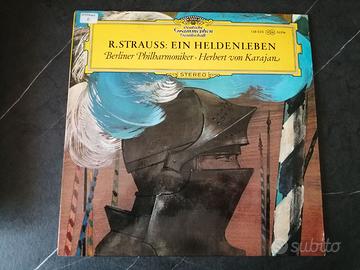 Deutsche
Grammophon
Gesellschaft
R.STRAUSS: EIN HELDENLEBEN
Berliner Philharmoniker · Herbert von Karajan
STEREO
subito